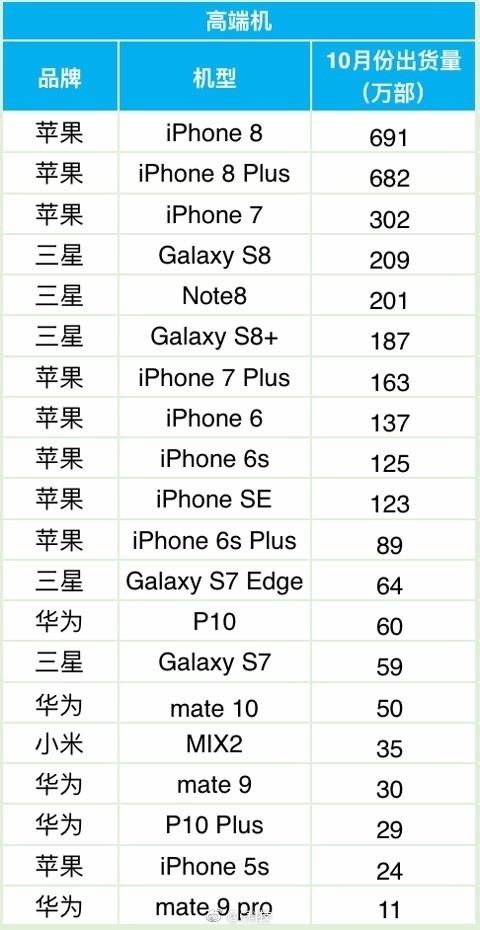 高端机
品牌 机型 10月份出货量
（万部）
苹果 iPhone 8 691
苹果 iPhone 8 Plus 682
苹果 iPhone 7 302
三星 Galaxy S8 209
三星 Note8 201
三星 Galaxy S8+ 187
苹果 iPhone 7 Plus 163
苹果 iPhone 6 137
苹果 iPhone 6s 125
苹果 iPhone SE 123
苹果 iPhone 6s Plus 89
三星 Galaxy S7 Edge 64
华为 P10 60
三星 Galaxy S7 59
华为 mate 10 50
小米 MIX2 35
华为 mate 9 30
华为 P10 Plus 29
苹果 iPhone 5s 24
华为 mate 9 pro 11